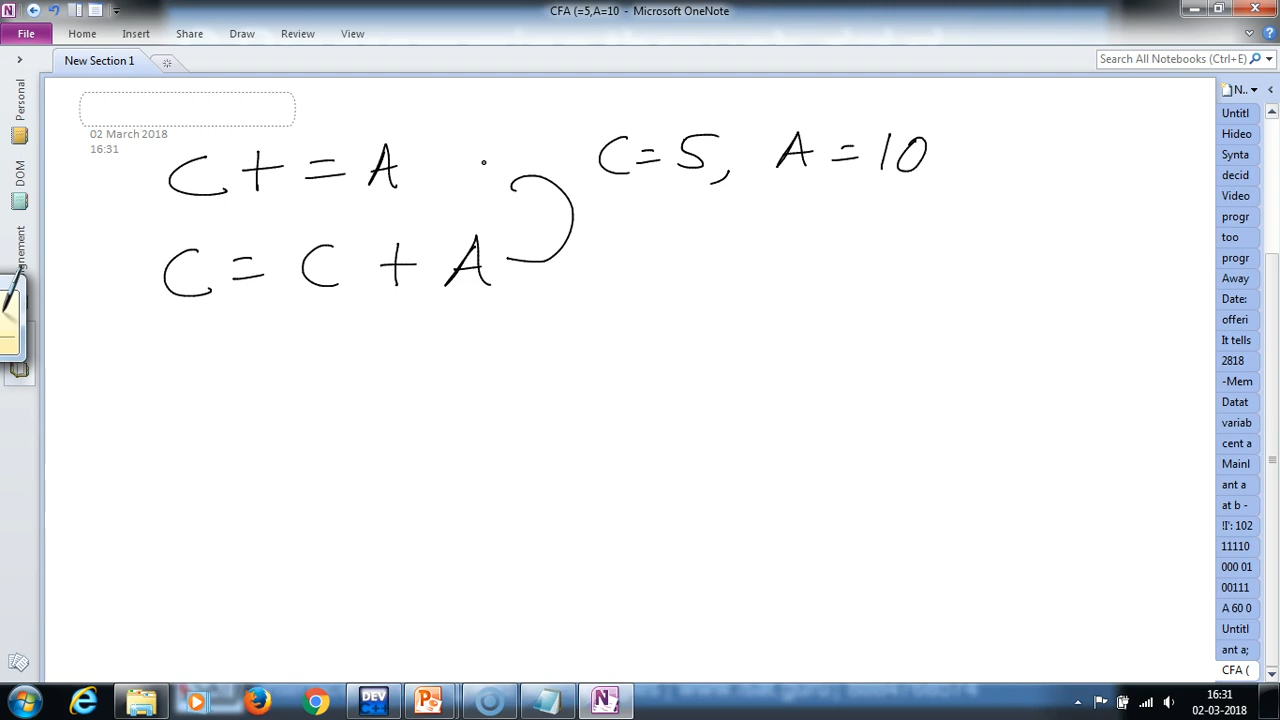 CFA (=5,A=10 - Microsoft OneNote
File Home Insert Share Draw Review View
New Section 1
Search All Notebooks (Ctrl+E)
Personal
DOM
ignement
02 March 2018
16:31
C + = A
C = 5, A = 10
C = C + A
N..
Untitl
Hideo
Synta
decid
Video
progr
too
progr
Away
Date:
offeri
It tells
2818
-Mem
Datat
variab
cent a
Mainl
ant a
at b -
!I': 102
11110
000 01
00111
A 60 0
Untitl
ant a;
CFA (
DEV
16:31
02-03-2018